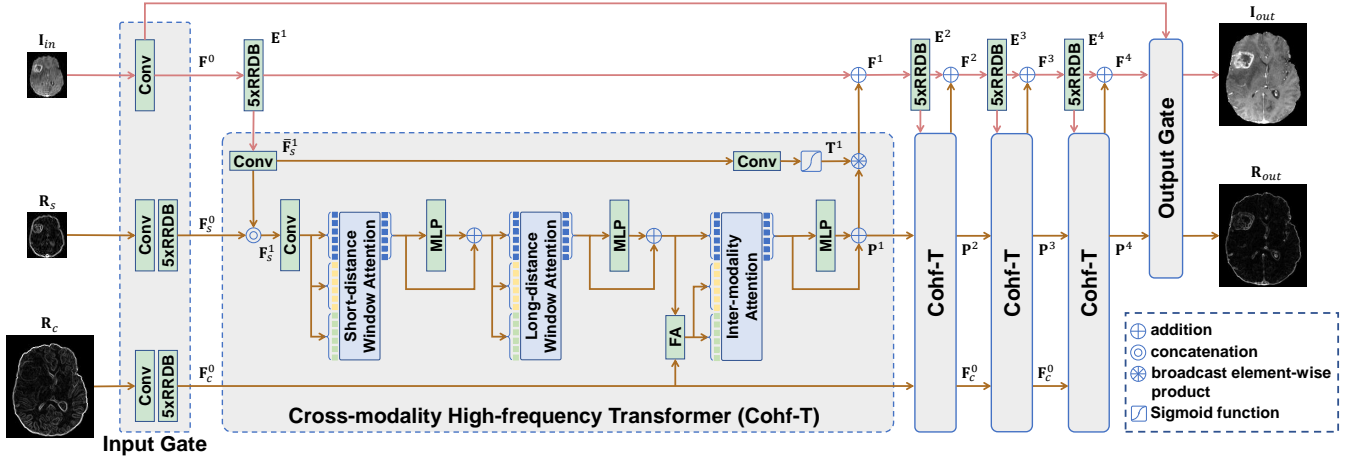 I_in
Conv
F^0
5xRRDB
E^1
F^1
5xRRDB
E^2
F^2
5xRRDB
E^3
F^3
5xRRDB
E^4
F^4
Output Gate
I_out
Conv
F̄_s^1
Conv
T^1
R_s
Conv
5xRRDB
F_s^0
F_s^1
Conv
Short-distance
Window Attention
MLP
Long-distance
Window Attention
MLP
FA
Inter-modality
Attention
MLP
P^1
Cohf-T
P^2
Cohf-T
P^3
Cohf-T
P^4
R_out
R_c
Conv
5xRRDB
F_c^0
F_c^0
F_c^0
Input Gate
Cross-modality High-frequency Transformer (Cohf-T)
addition
concatenation
broadcast element-wise
product
Sigmoid function